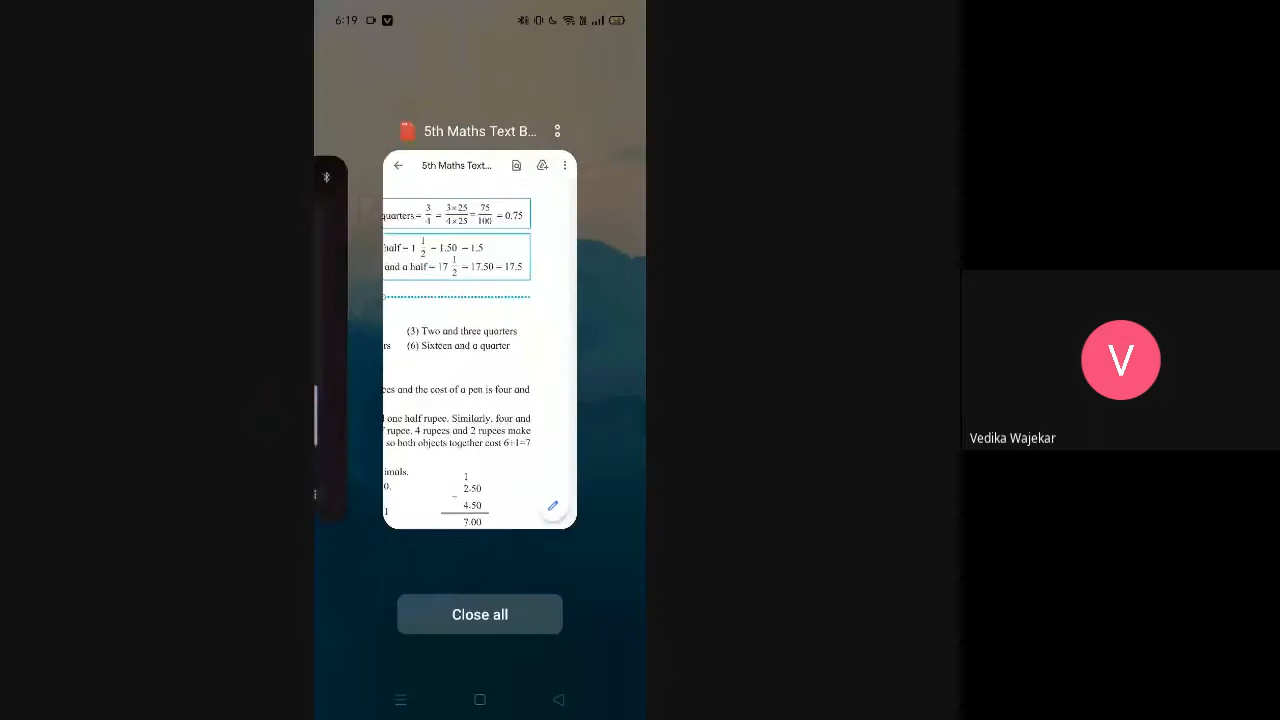 6:19
5th Maths Text B...
5th Maths Text...
quarters = 3/4 = 3×25/4×25 = 75/100 = 0.75
half = 1 1/2 = 1.50 = 1.5
and a half = 17 1/2 = 17.50 = 17.5
(3) Two and three quarters
rs (6) Sixteen and a quarter
ees and the cost of a pen is four and
one half rupee. Similarly, four and
rupee. 4 rupees and 2 rupees make
so both objects together cost 6+1=7
imals.
0.
1
2.50
4.50
7.00
Close all
V
Vedika Wajekar